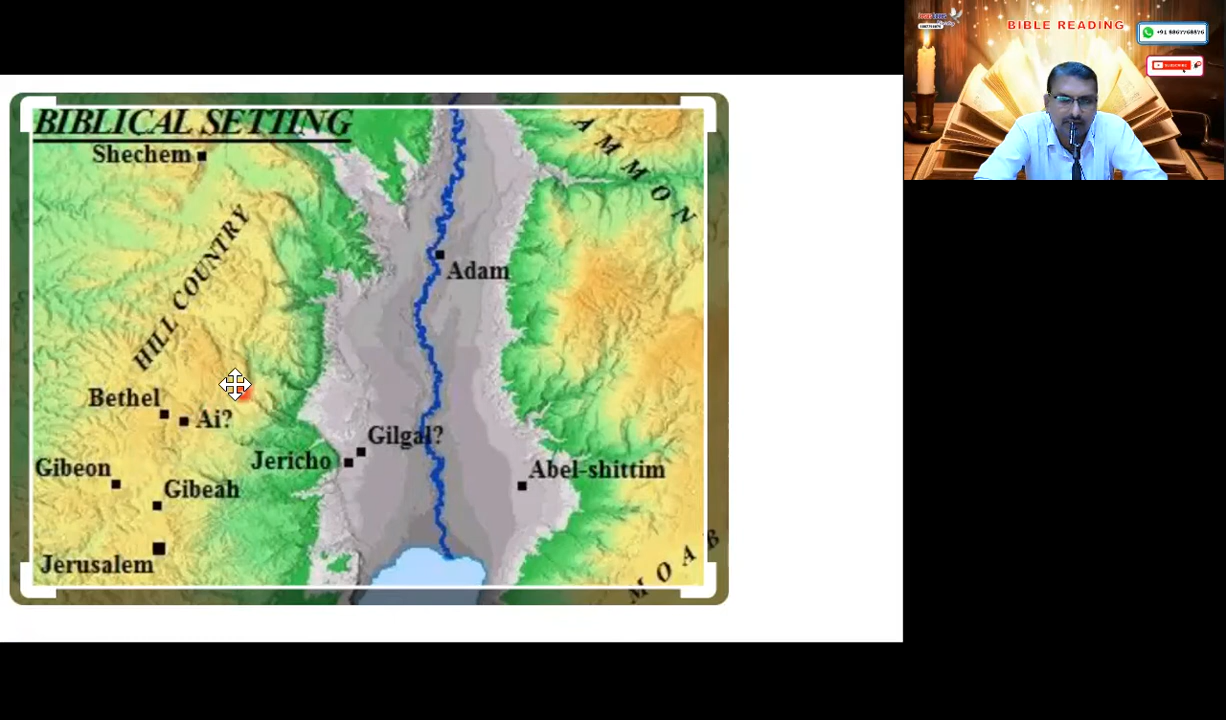 BIBLICAL SETTING
Shechem
AMMON
HILL COUNTRY
Adam
Bethel
Ai?
Gilgal?
Jericho
Abel-shittim
Gibeon
Gibeah
Jerusalem
MOAB
BIBLE READING
SUBSCRIBE